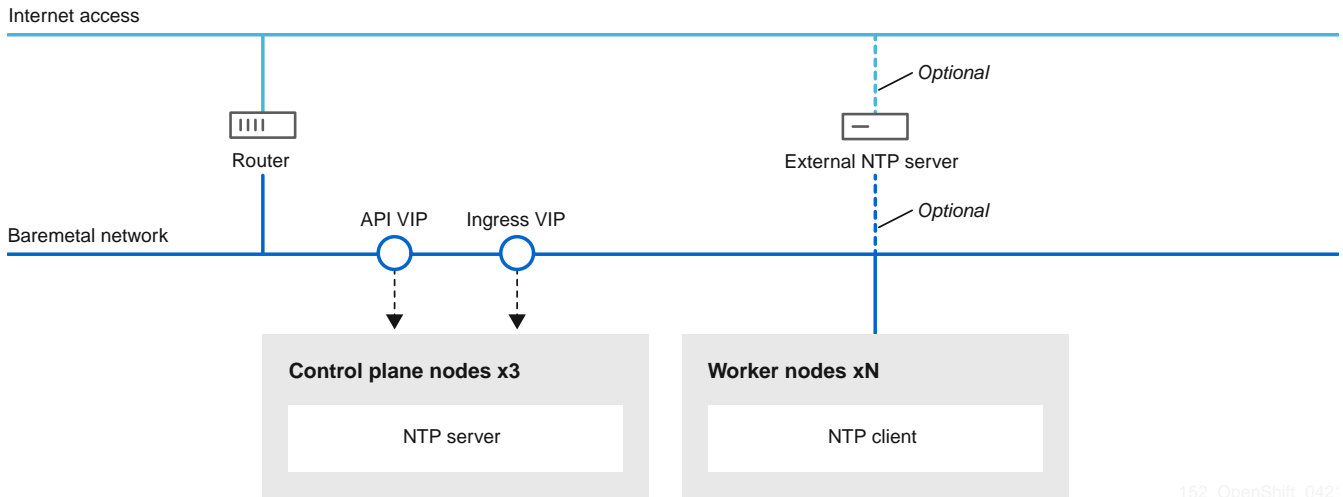 Internet access
Optional
Router
External NTP server
API VIP
Ingress VIP
Optional
Baremetal network
Control plane nodes x3
Worker nodes xN
NTP server
NTP client
152_OpenShift_042